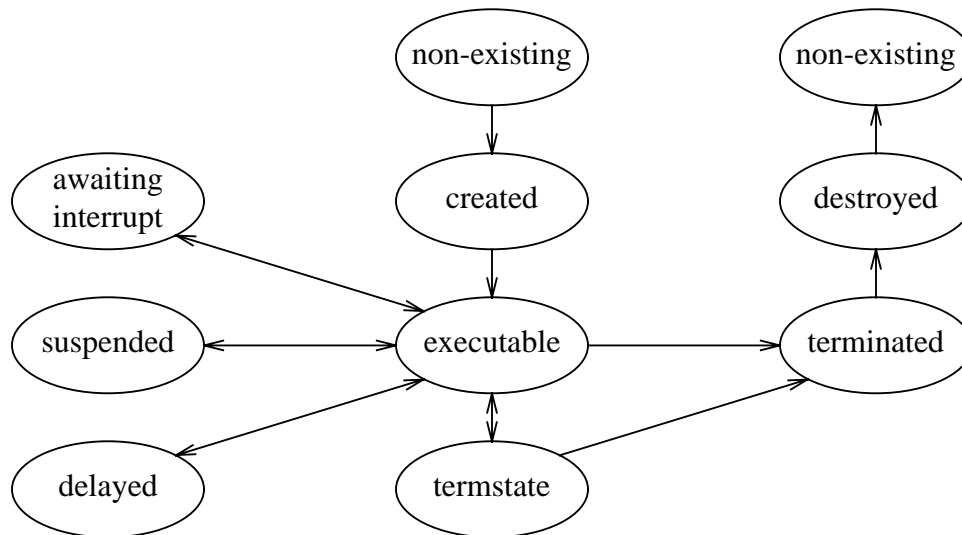 non-existing
non-existing
awaiting
interrupt
created
destroyed
suspended
executable
terminated
delayed
termstate